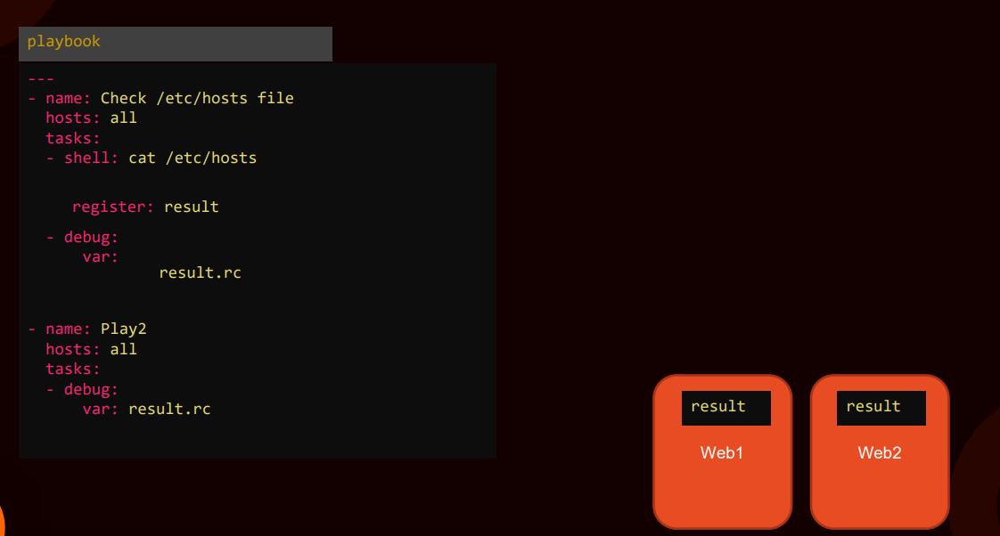 playbook
---
- name: Check /etc/hosts file
  hosts: all
  tasks:
  - shell: cat /etc/hosts
    register: result
  - debug:
      var:
        result.rc
- name: Play2
  hosts: all
  tasks:
  - debug:
      var: result.rc
result
Web1
result
Web2